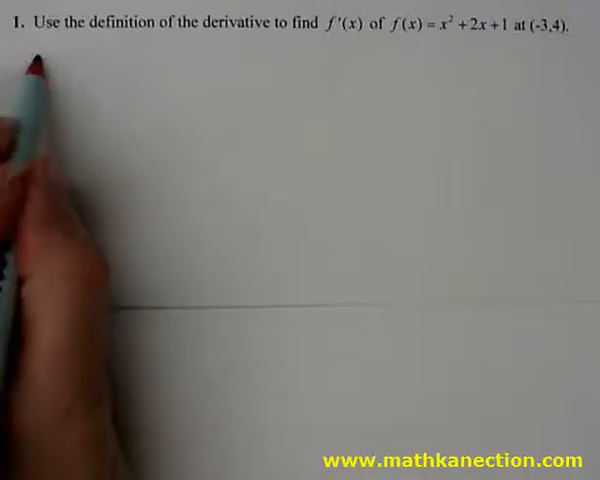 1. Use the definition of the derivative to find f'(x) of f(x) = x² + 2x + 1 at (-3,4).
www.mathkanection.com